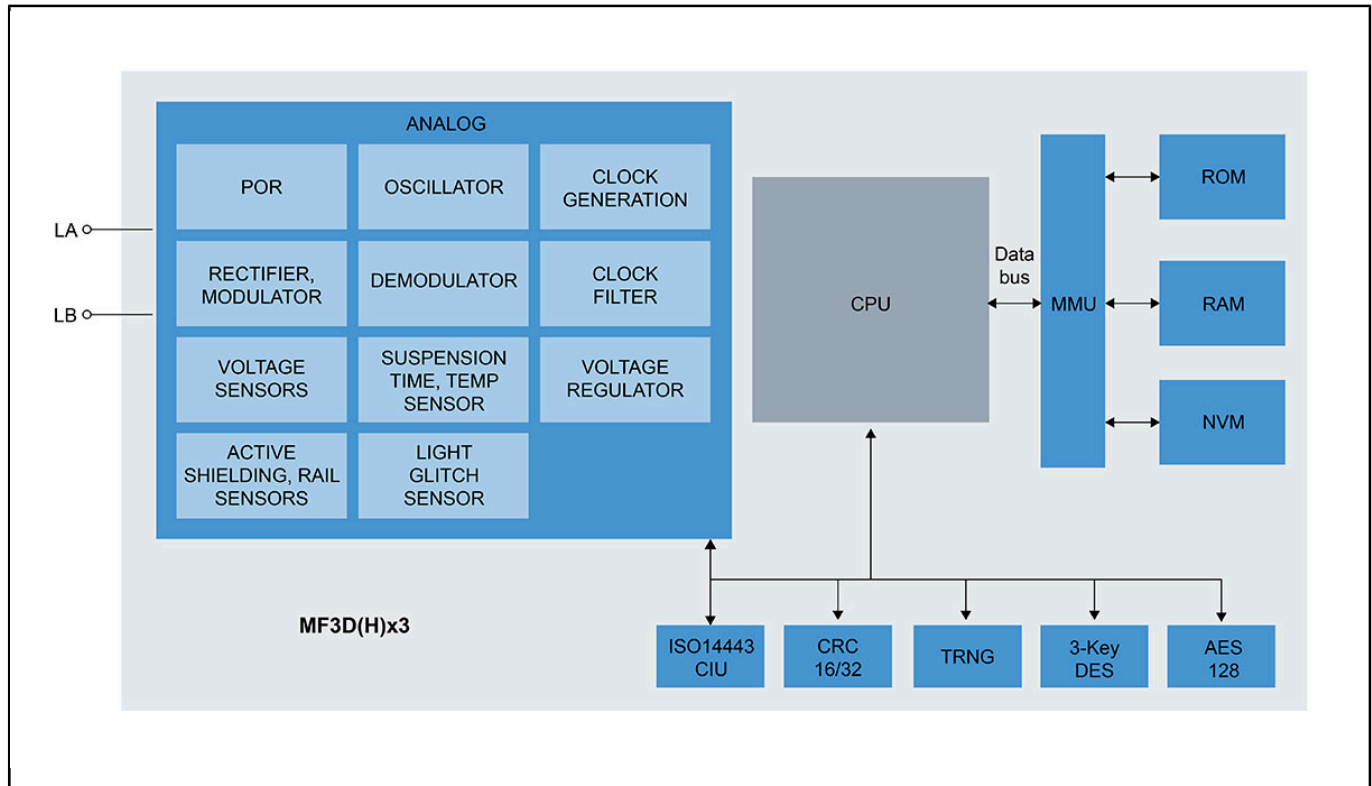 ANALOG
POR
OSCILLATOR
CLOCK
GENERATION
LA
RECTIFIER,
MODULATOR
DEMODULATOR
CLOCK
FILTER
LB
VOLTAGE
SENSORS
SUSPENSION
TIME, TEMP
SENSOR
VOLTAGE
REGULATOR
ACTIVE
SHIELDING, RAIL
SENSORS
LIGHT
GLITCH
SENSOR
CPU
Data
bus
MMU
ROM
RAM
NVM
MF3D(H)x3
ISO14443
CIU
CRC
16/32
TRNG
3-Key
DES
AES
128